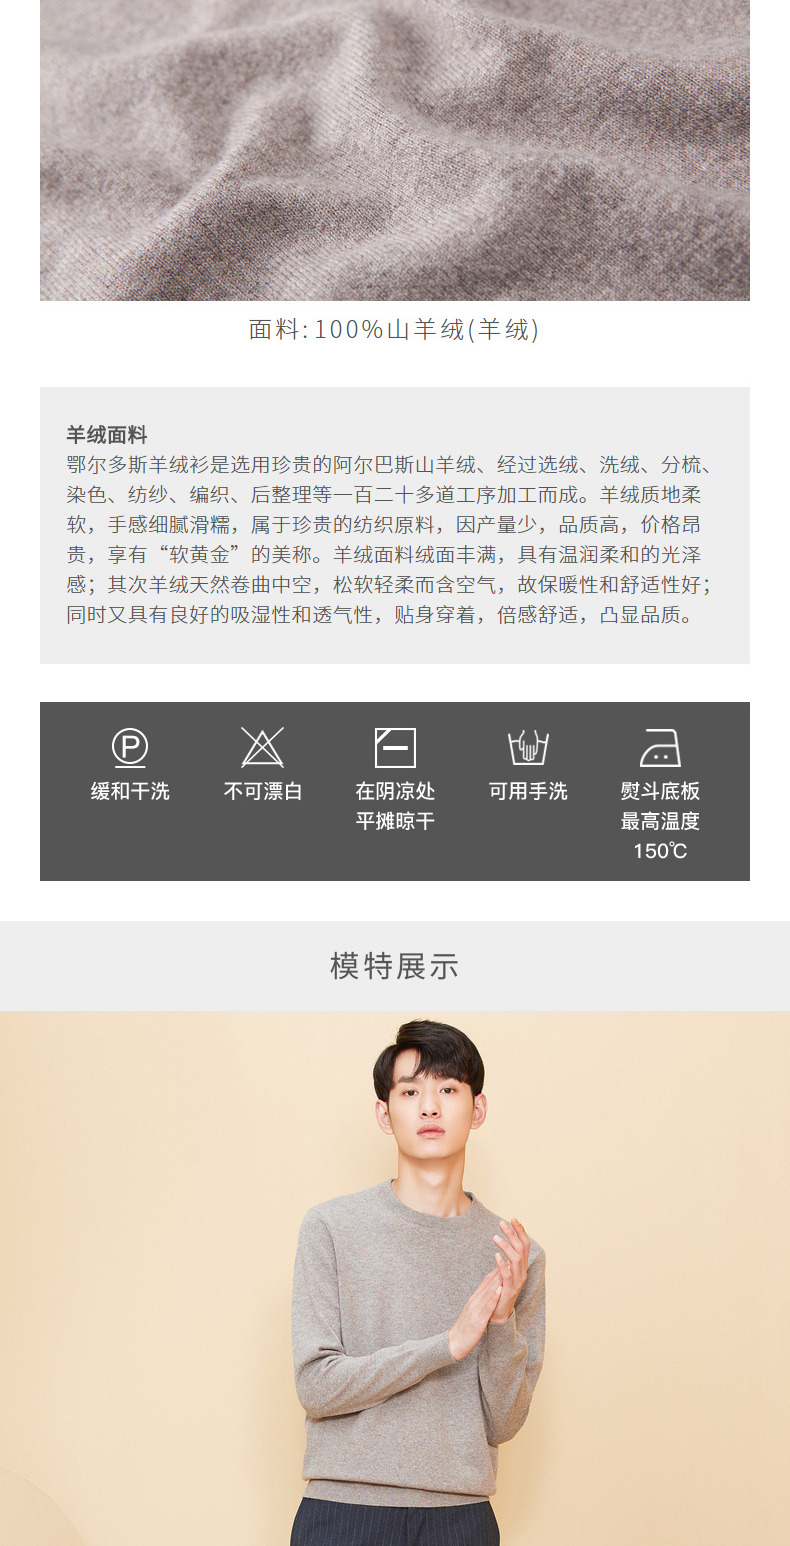 面料:100%山羊绒(羊绒)
羊绒面料
鄂尔多斯羊绒衫是选用珍贵的阿尔巴斯山羊绒、经过选绒、洗绒、分梳、
染色、纺纱、编织、后整理等一百二十多道工序加工而成。羊绒质地柔
软，手感细腻滑糯，属于珍贵的纺织原料，因产量少，品质高，价格昂
贵，享有“软黄金”的美称。羊绒面料绒面丰满，具有温润柔和的光泽
感；其次羊绒天然卷曲中空，松软轻柔而含空气，故保暖性和舒适性好；
同时又具有良好的吸湿性和透气性，贴身穿着，倍感舒适，凸显品质。
P
缓和干洗
不可漂白
在阴凉处
平摊晾干
可用手洗
熨斗底板
最高温度
150℃
模特展示